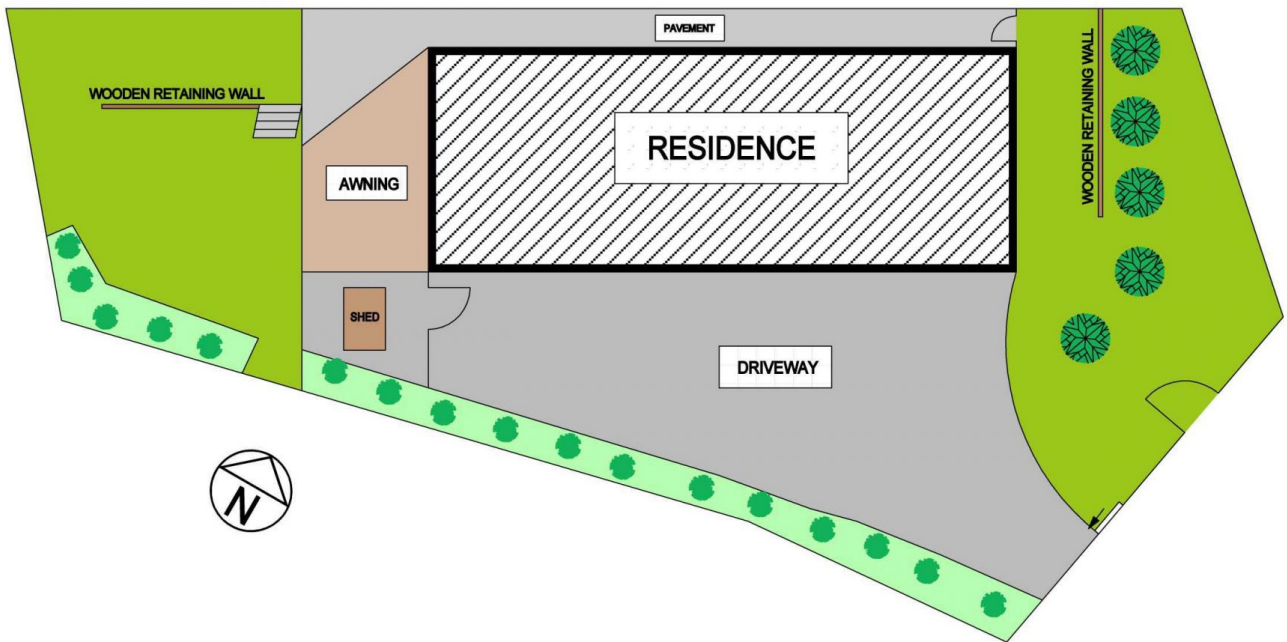 PAVEMENT
WOODEN RETAINING WALL
WOODEN RETAINING WALL
RESIDENCE
AWNING
SHED
DRIVEWAY
N